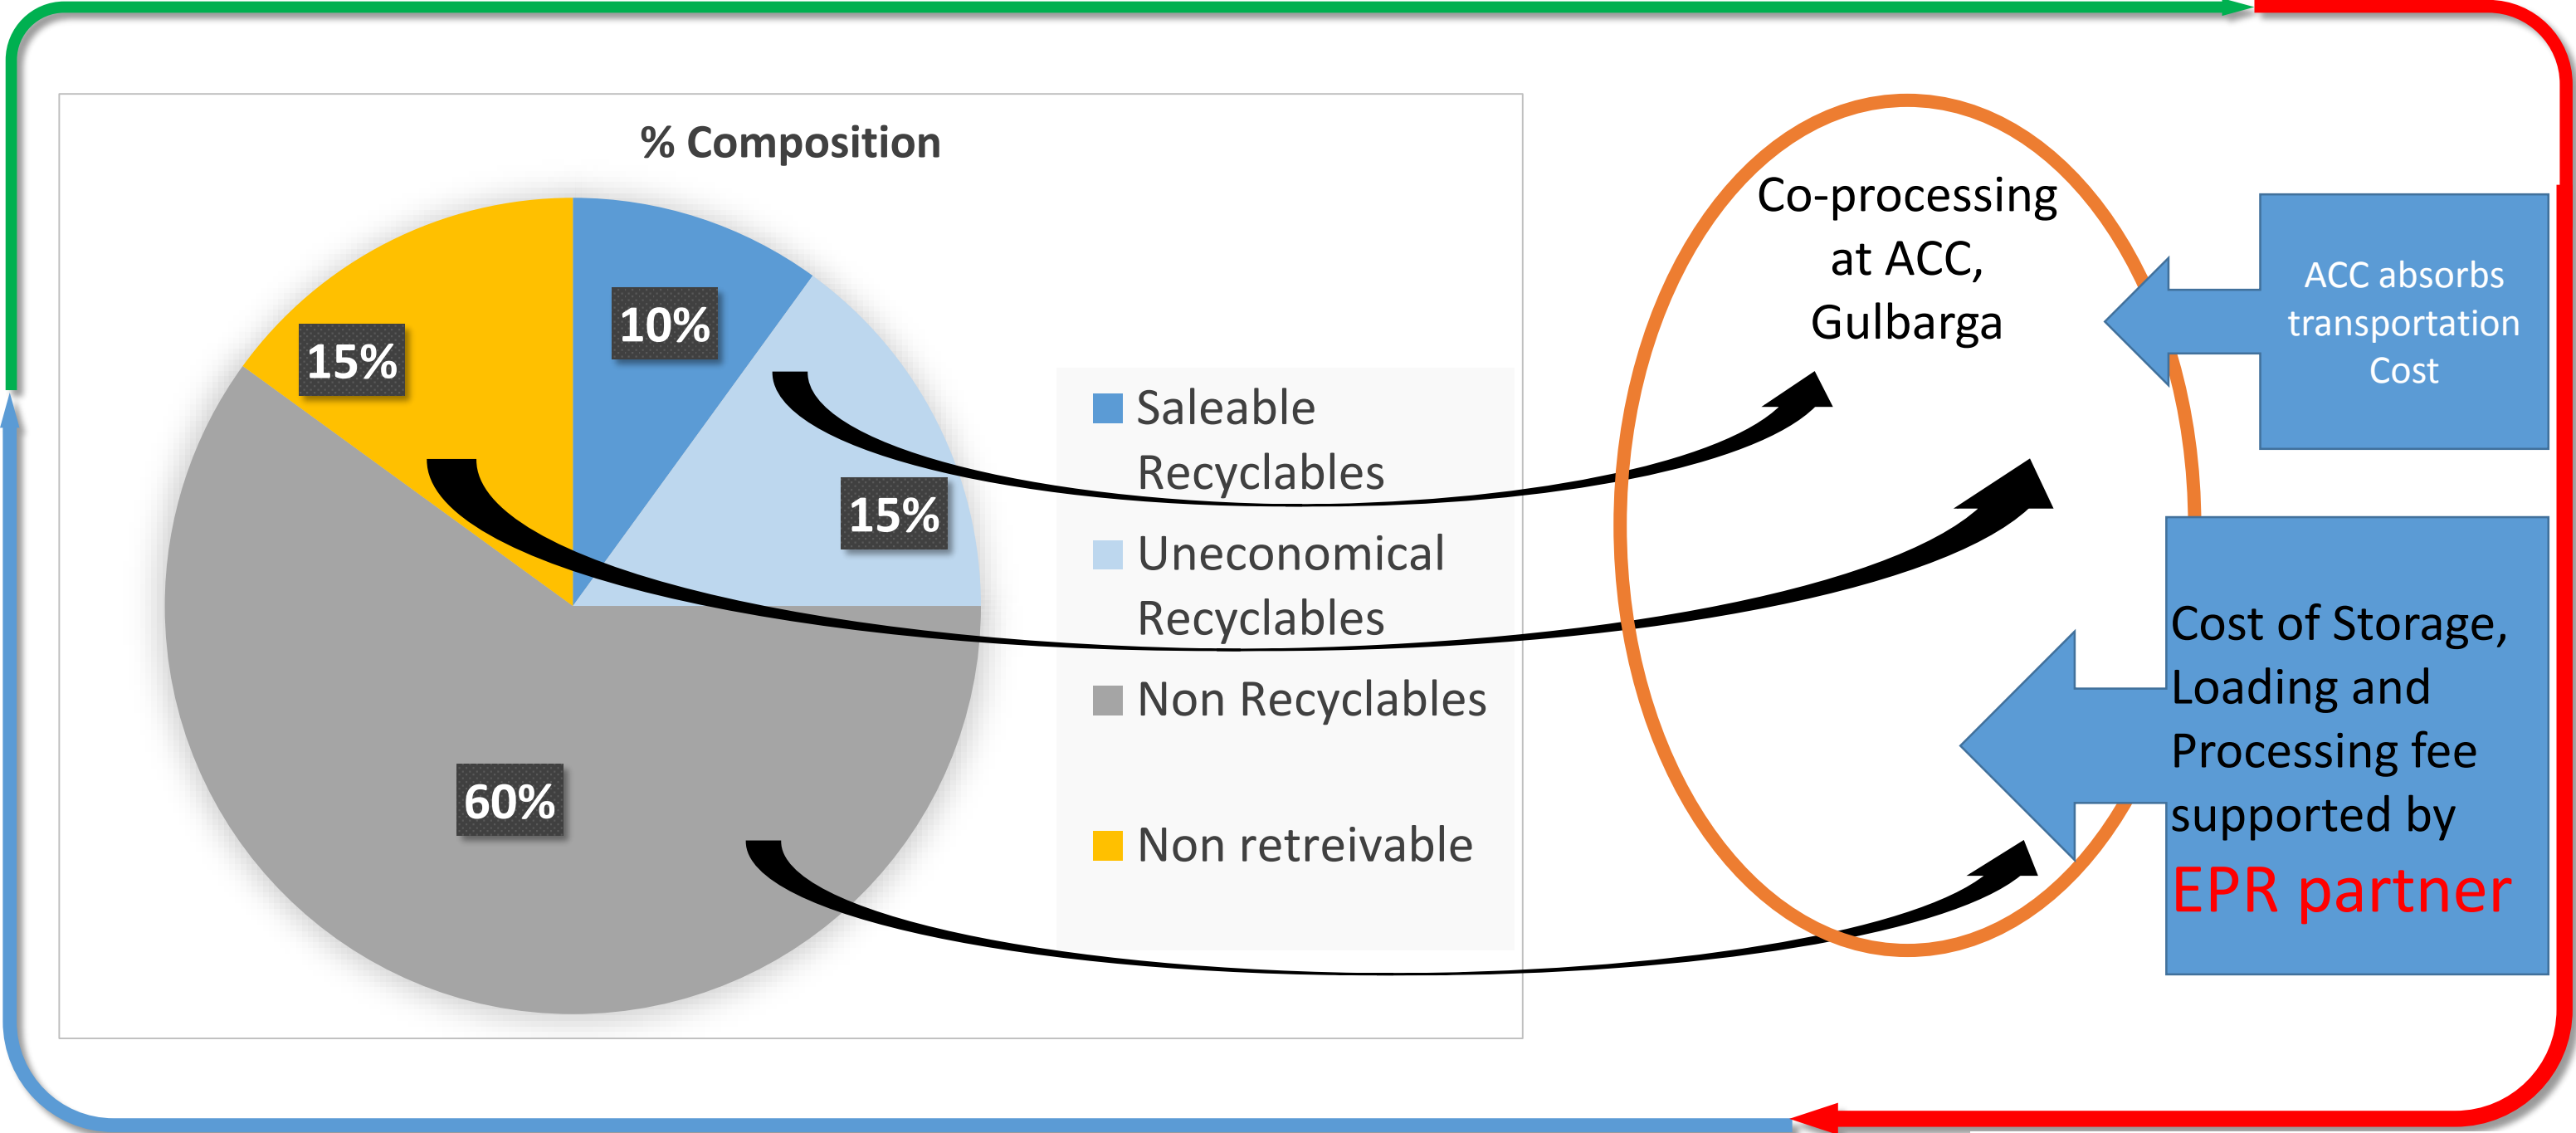 % Composition
10%
15%
15%
60%
Saleable
Recyclables
Uneconomical
Recyclables
Non Recyclables
Non retreivable
Co-processing
at ACC,
Gulbarga
ACC absorbs
transportation
Cost
Cost of Storage,
Loading and
Processing fee
supported by
EPR partner